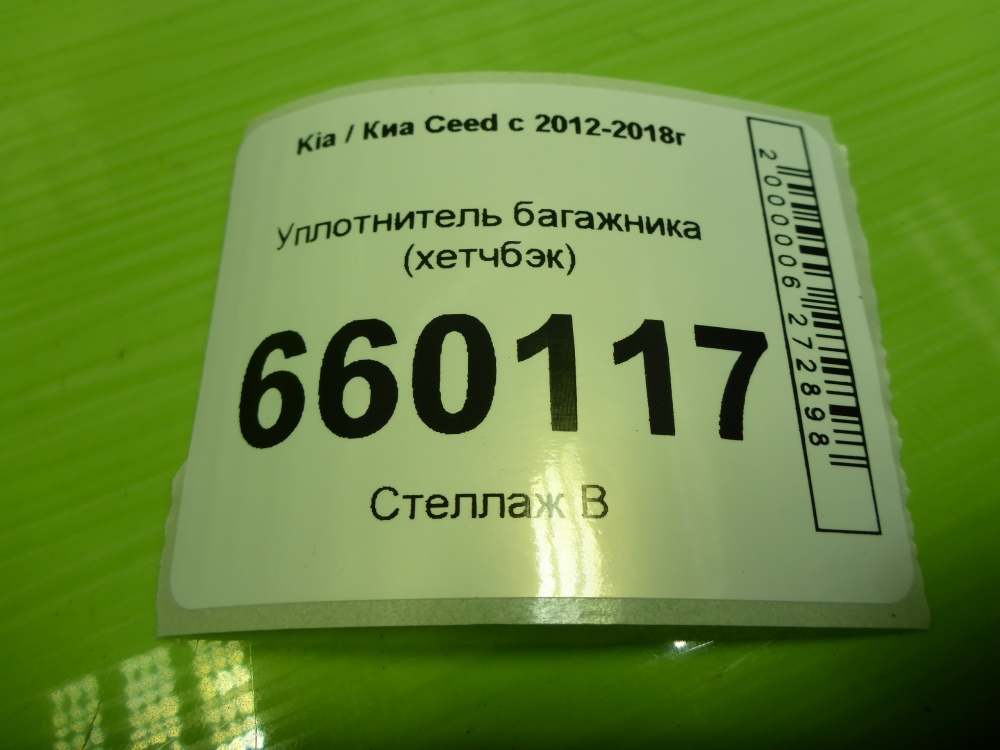 Kia / Киа Ceed с 2012-2018г
Уплотнитель багажника
(хетчбэк)
660117
Стеллаж В
2000006272898